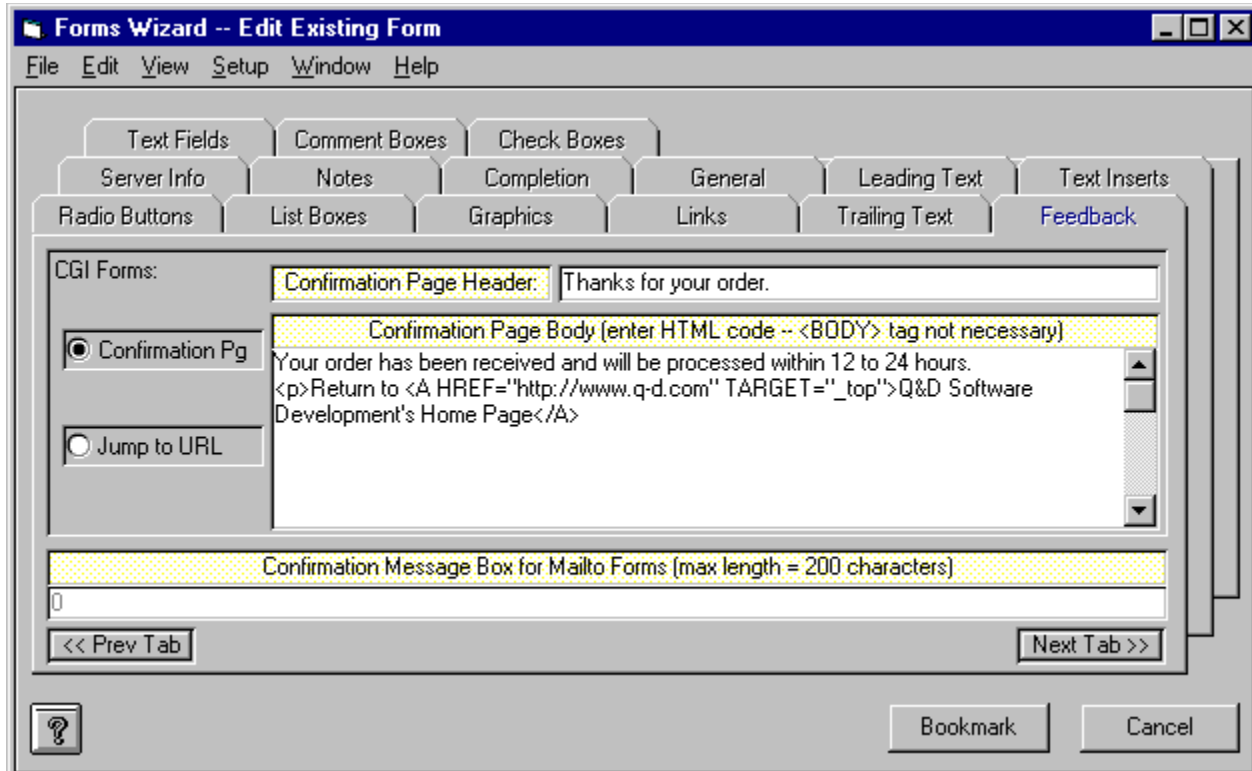 Forms Wizard -- Edit Existing Form
File Edit View Setup Window Help
Text Fields Comment Boxes Check Boxes
Server Info Notes Completion General Leading Text Text Inserts
Radio Buttons List Boxes Graphics Links Trailing Text Feedback
CGI Forms:
Confirmation Page Header: Thanks for your order.
Confirmation Page Body (enter HTML code -- <BODY> tag not necessary)
Confirmation Pg
Your order has been received and will be processed within 12 to 24 hours.
<p>Return to <A HREF="http://www.q-d.com" TARGET="_top">Q&D Software
Development's Home Page</A>
Jump to URL
Confirmation Message Box for Mailto Forms (max length = 200 characters)
0
<< Prev Tab Next Tab >>
? Bookmark Cancel